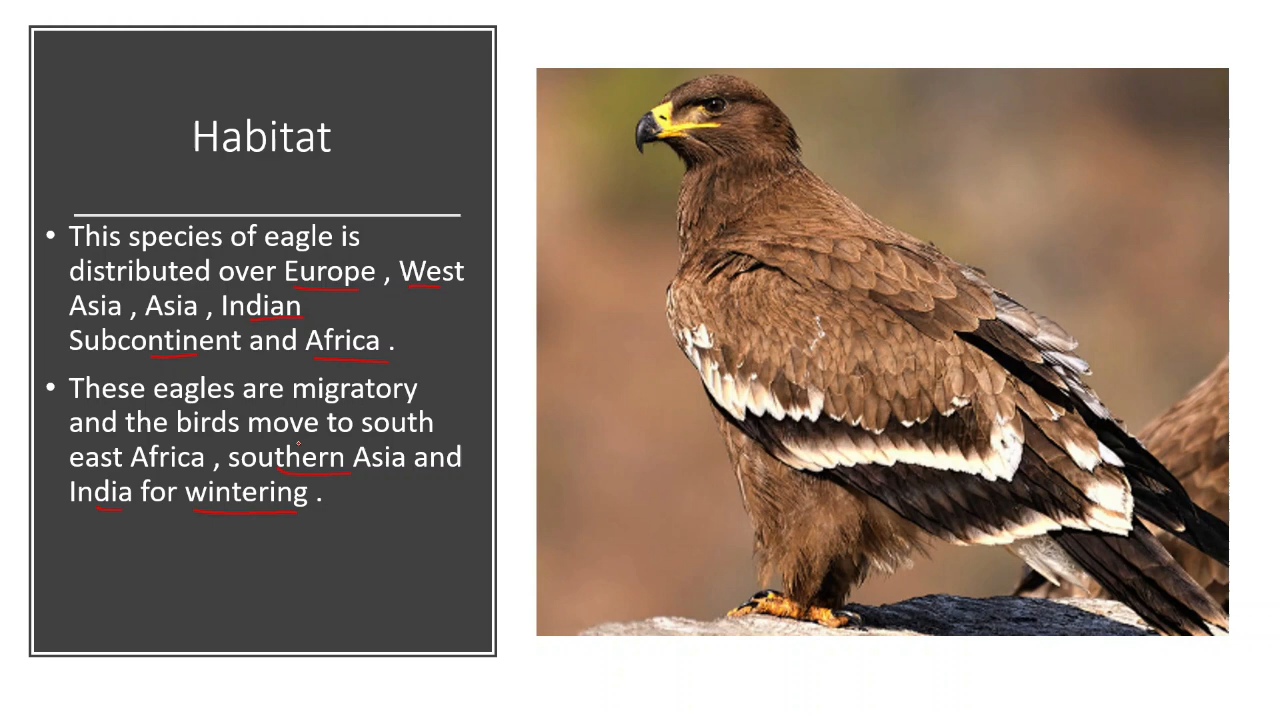 Habitat
• This species of eagle is
distributed over Europe , West
Asia , Asia , Indian
Subcontinent and Africa .
• These eagles are migratory
and the birds move to south
east Africa , southern Asia and
India for wintering .